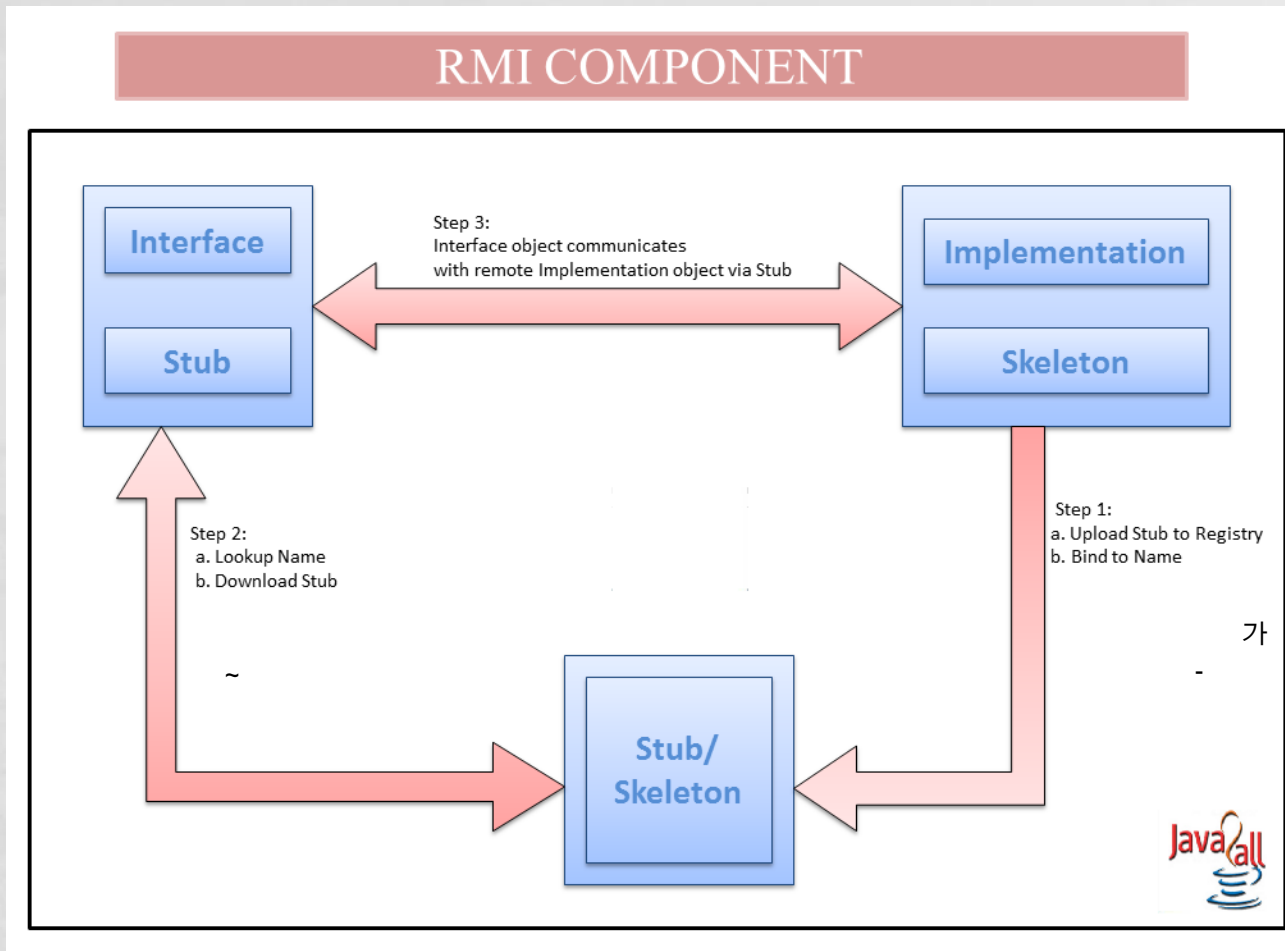 RMI COMPONENT
Interface
Stub
Step 3:
Interface object communicates
with remote Implementation object via Stub
Implementation
Skeleton
Step 2:
a. Lookup Name
b. Download Stub
Step 1:
a. Upload Stub to Registry
b. Bind to Name
가
-
~
Stub/
Skeleton
Java2all